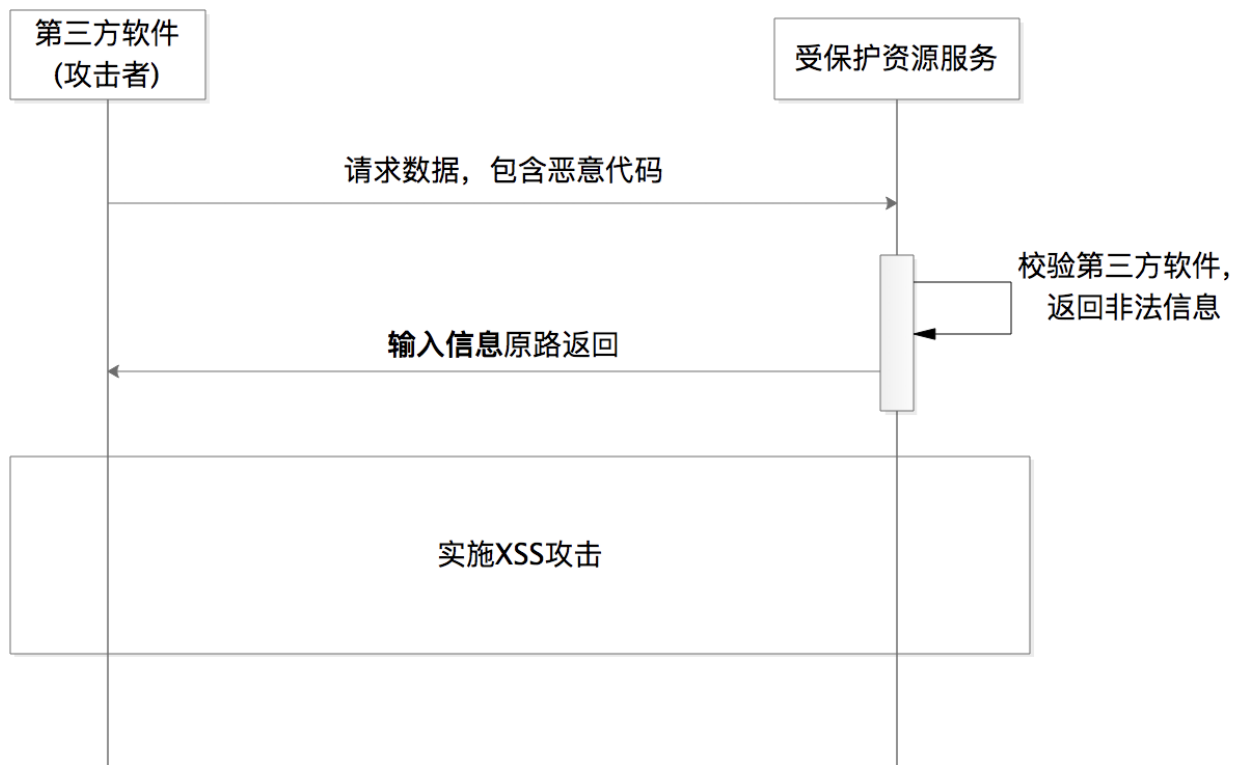 第三方软件
(攻击者)
受保护资源服务
请求数据，包含恶意代码
校验第三方软件，
返回非法信息
输入信息原路返回
实施XSS攻击